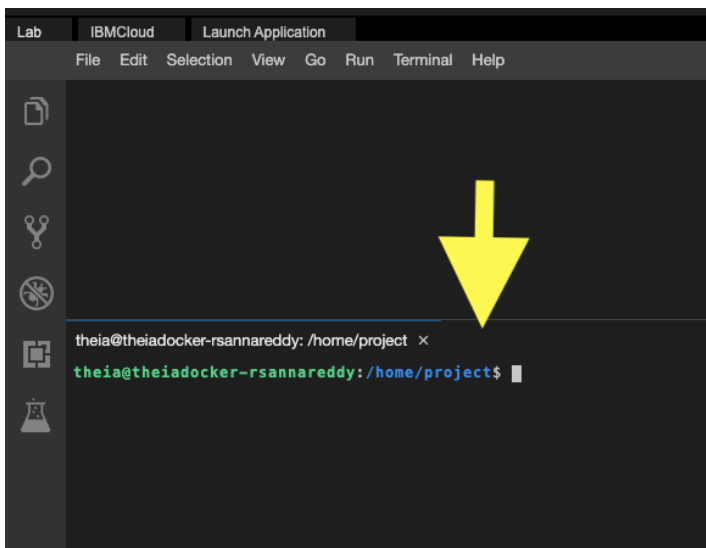 Lab IBMCloud Launch Application
File Edit Selection View Go Run Terminal Help
theia@theiadocker-rsannareddy: /home/project ×
theia@theiadocker-rsannareddy:/home/project$